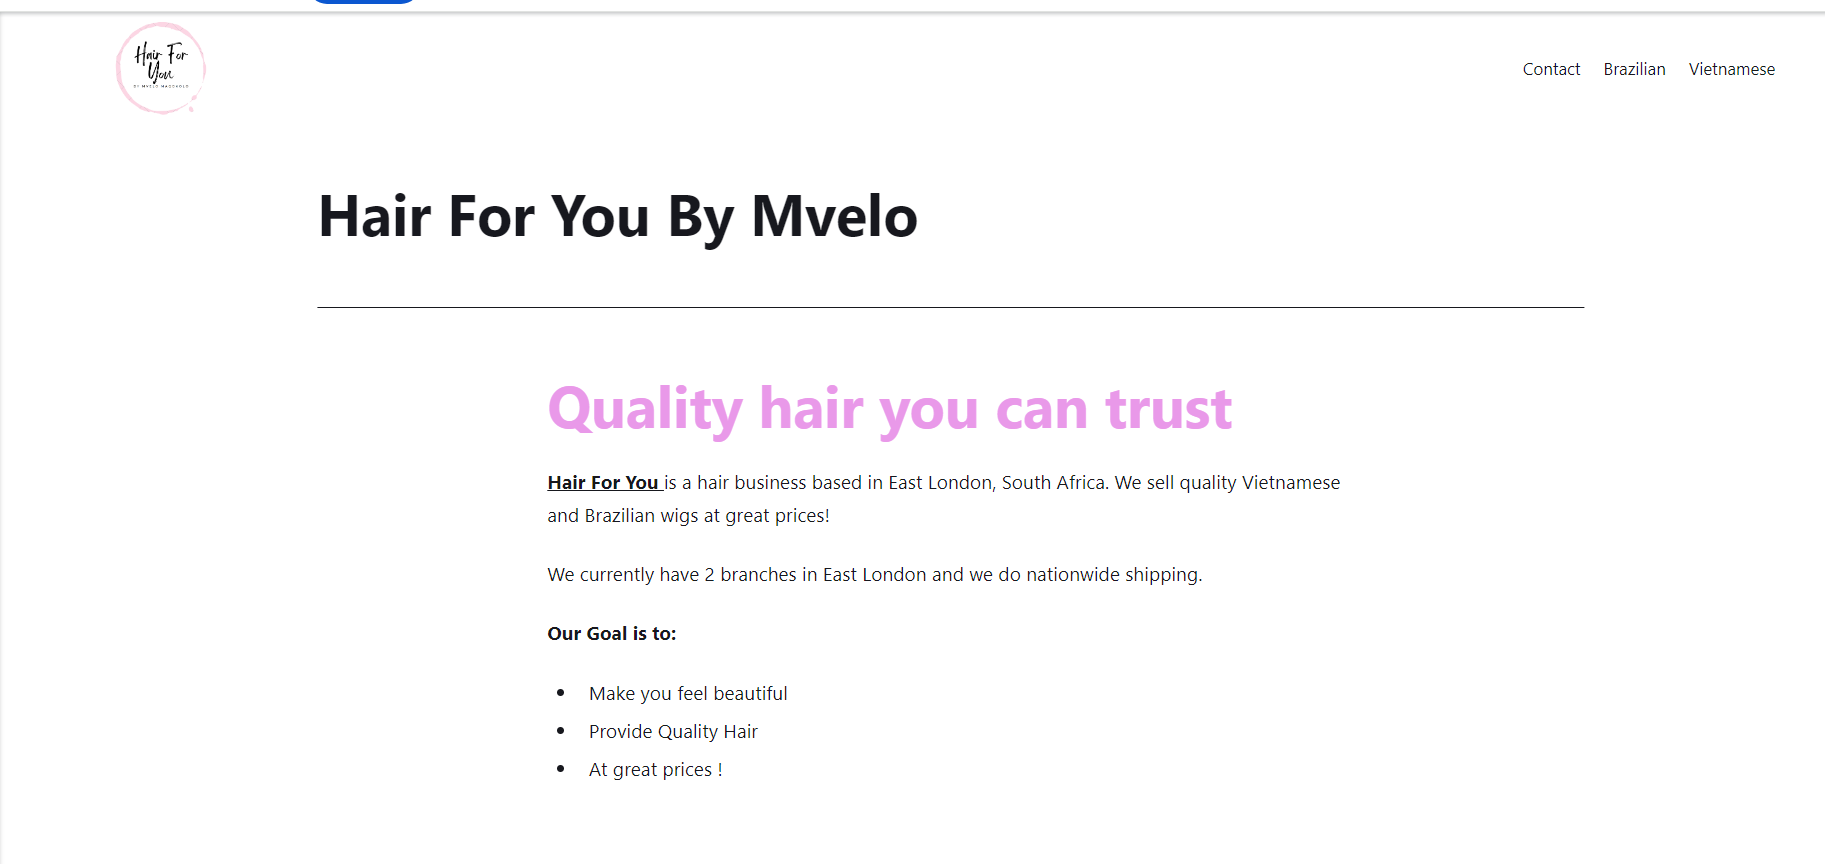 Hair For
You
Contact Brazilian Vietnamese
Hair For You By Mvelo
Quality hair you can trust
Hair For You is a hair business based in East London, South Africa. We sell quality Vietnamese
and Brazilian wigs at great prices!
We currently have 2 branches in East London and we do nationwide shipping.
Our Goal is to:
• Make you feel beautiful
• Provide Quality Hair
• At great prices !